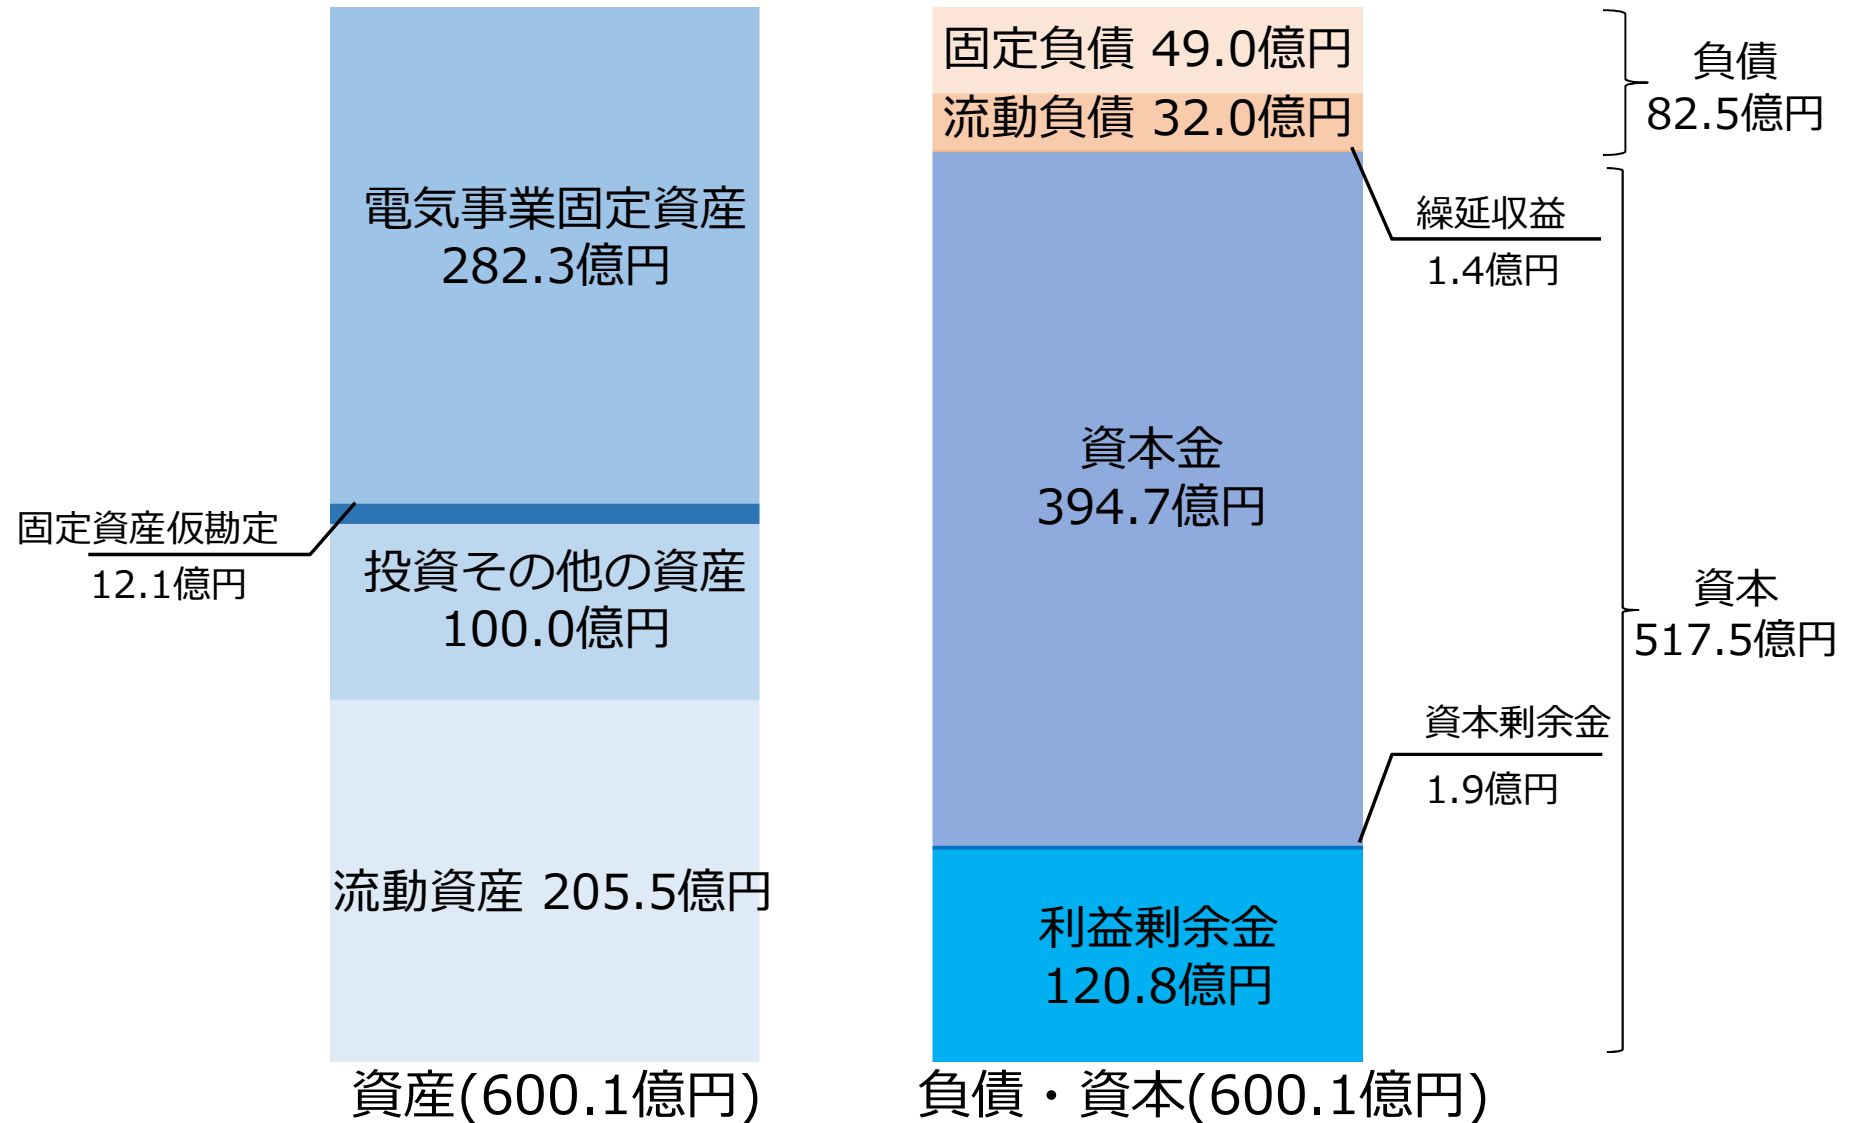 電気事業固定資産
282.3億円
固定資産仮勘定
12.1億円
投資その他の資産
100.0億円
流動資産 205.5億円
資産(600.1億円)
固定負債 49.0億円
流動負債 32.0億円
繰延収益
1.4億円
資本金
394.7億円
資本剰余金
1.9億円
利益剰余金
120.8億円
負債・資本(600.1億円)
負債
82.5億円
資本
517.5億円